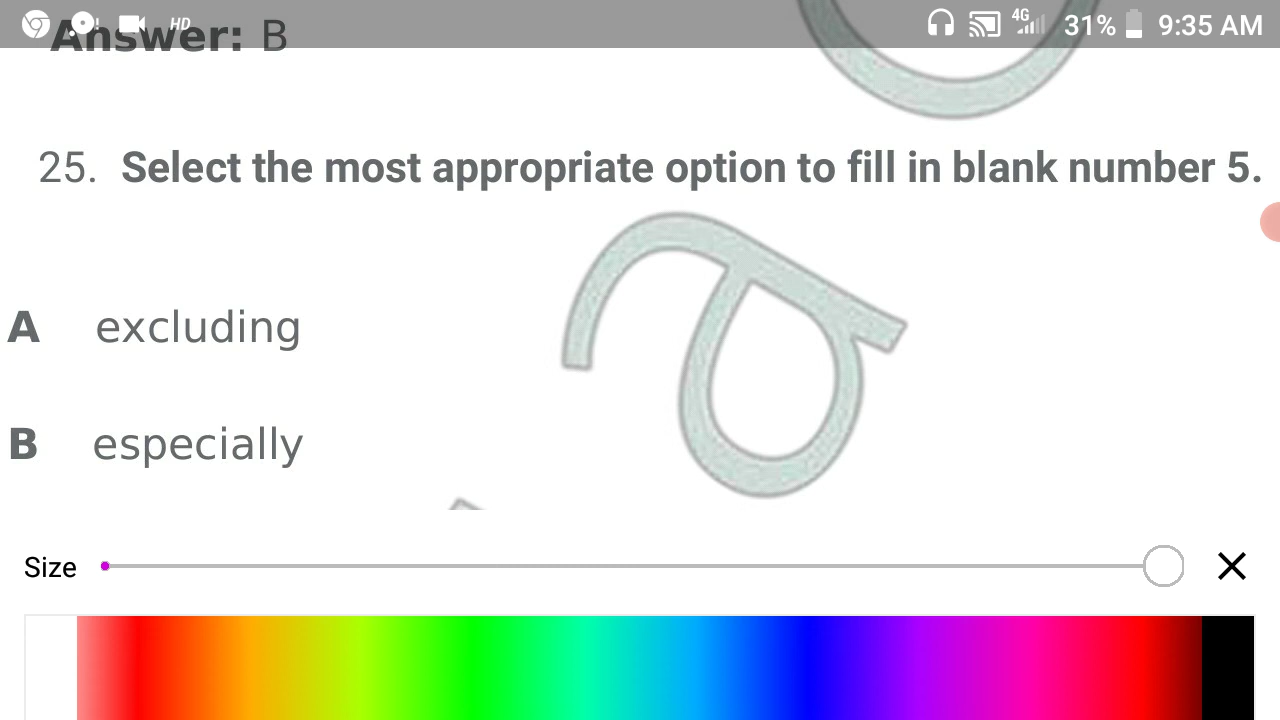 HD 4G 31% 9:35 AM
Answer: B
25. Select the most appropriate option to fill in blank number 5.
A excluding
B especially
Size